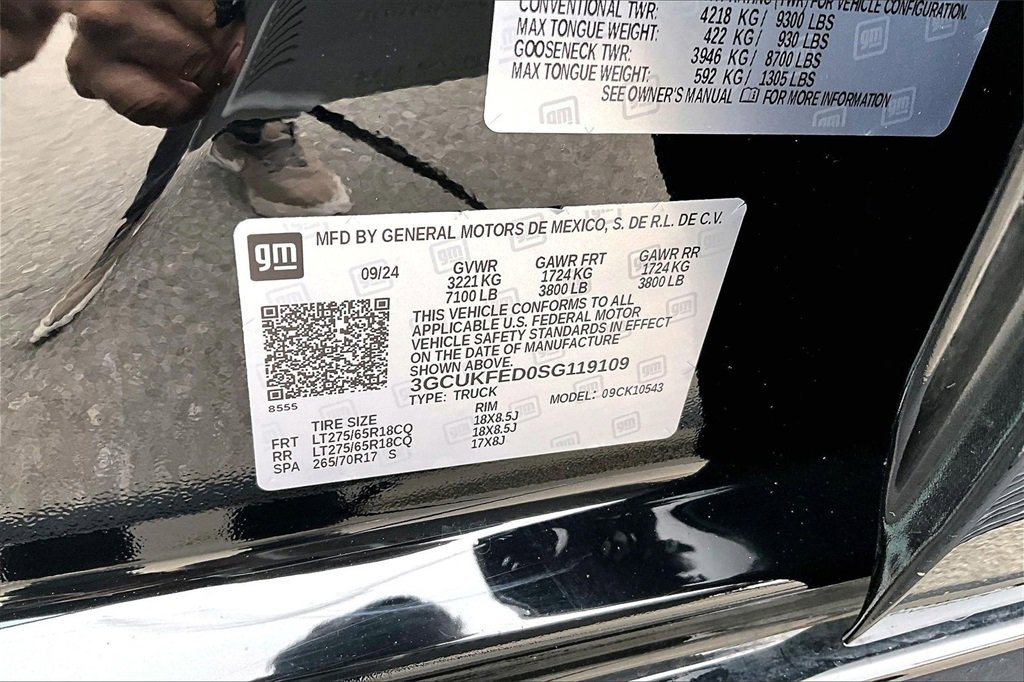 (TWR) FOR VEHICLE CONFIGURATION.
CONVENTIONAL TWR: 4218 KG/ 9300 LBS
MAX TONGUE WEIGHT: 422 KG/ 930 LBS
GOOSENECK TWR: 3946 KG/ 8700 LBS
MAX TONGUE WEIGHT: 592 KG/ 1305 LBS
SEE OWNER'S MANUAL FOR MORE INFORMATION
gm MFD BY GENERAL MOTORS DE MEXICO, S. DE R.L. DE C.V.
09/24 GVWR GAWR FRT GAWR RR
3221 KG 1724 KG 1724 KG
7100 LB 3800 LB 3800 LB
THIS VEHICLE CONFORMS TO ALL
APPLICABLE U.S. FEDERAL MOTOR
VEHICLE SAFETY STANDARDS IN EFFECT
ON THE DATE OF MANUFACTURE
SHOWN ABOVE.
3GCUKFED0SG119109
8555
TYPE: TRUCK MODEL: 09CK10543
TIRE SIZE RIM
FRT LT275/65R18CQ 18X8.5J
RR LT275/65R18CQ 18X8.5J
SPA 265/70R17 S 17X8J